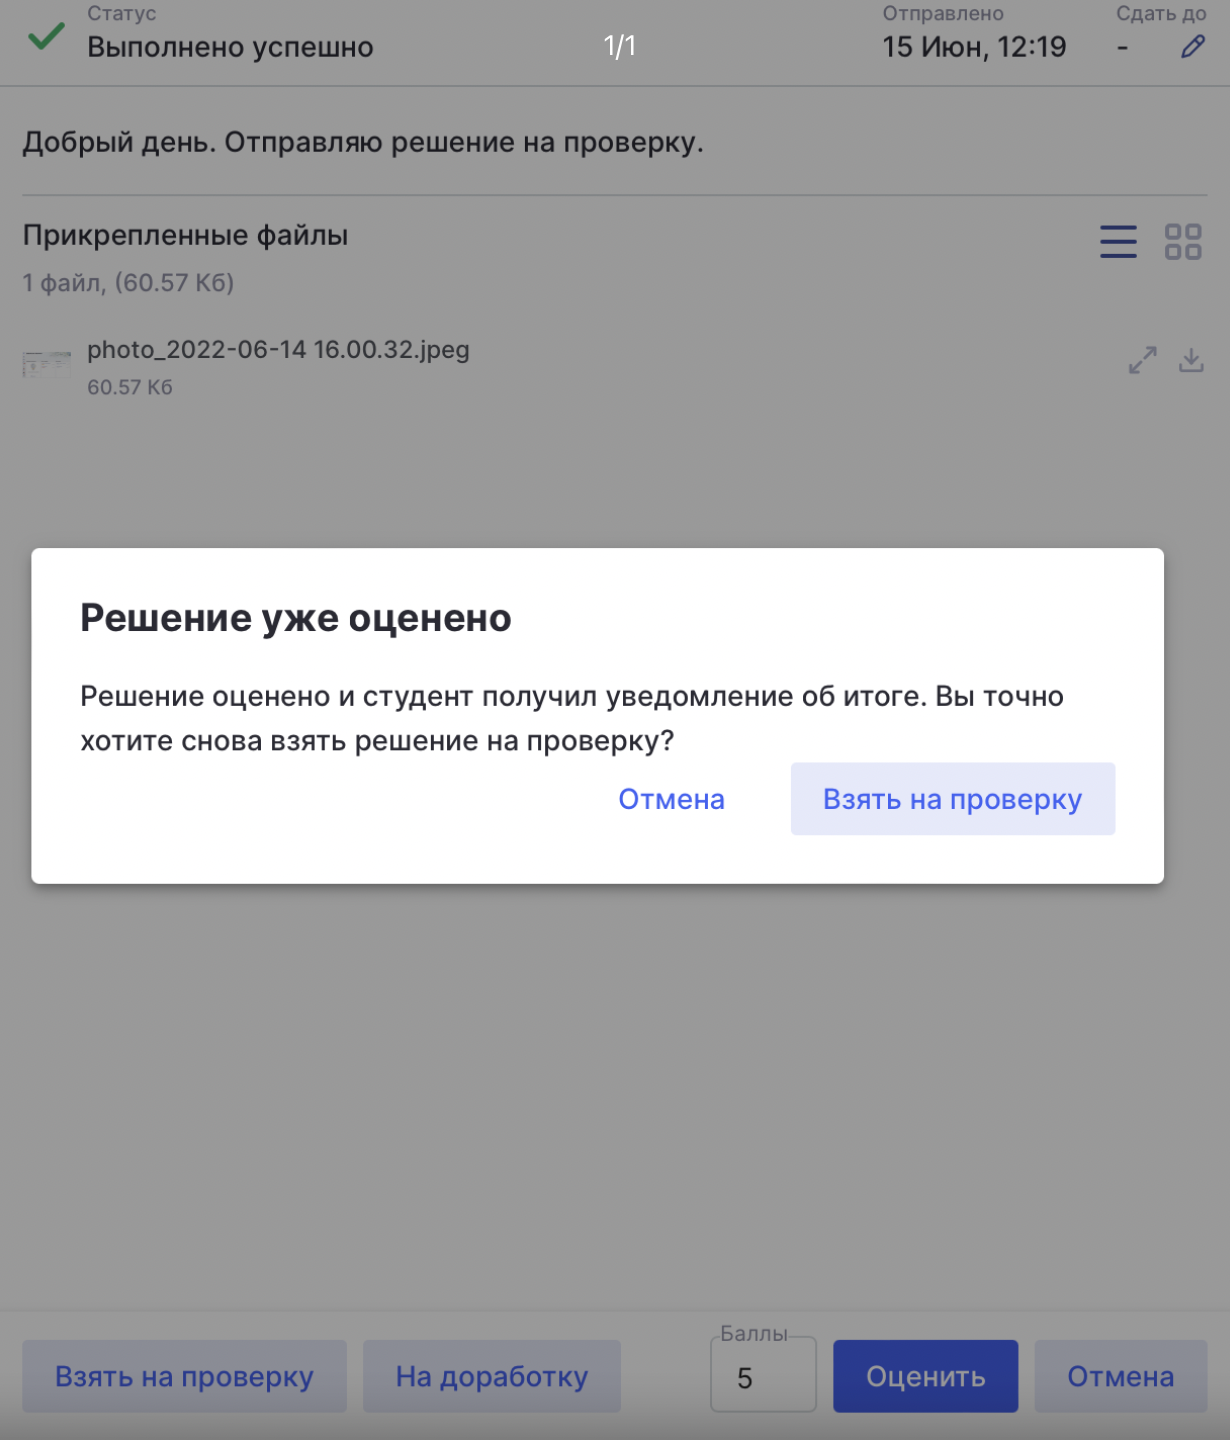 Статус
Выполнено успешно
1/1
Отправлено
15 Июн, 12:19
Сдать до
-
Добрый день. Отправляю решение на проверку.
Прикрепленные файлы
1 файл, (60.57 Кб)
photo_2022-06-14 16.00.32.jpeg
60.57 Кб
Решение уже оценено
Решение оценено и студент получил уведомление об итоге. Вы точно
хотите снова взять решение на проверку?
Отмена
Взять на проверку
Взять на проверку
На доработку
Баллы
5
Оценить
Отмена